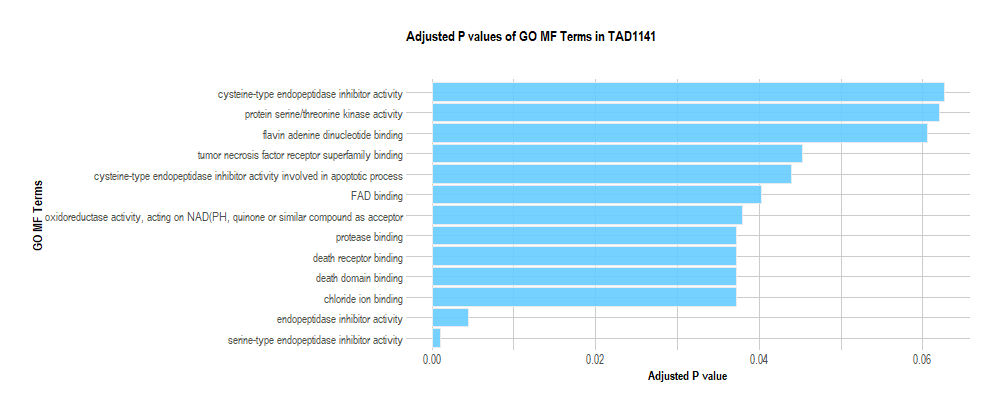 Adjusted P values of GO MF Terms in TAD1141
GO MF Terms
cysteine-type endopeptidase inhibitor activity
protein serine/threonine kinase activity
flavin adenine dinucleotide binding
tumor necrosis factor receptor superfamily binding
cysteine-type endopeptidase inhibitor activity involved in apoptotic process
FAD binding
oxidoreductase activity, acting on NAD(PH, quinone or similar compound as acceptor
protease binding
death receptor binding
death domain binding
chloride ion binding
endopeptidase inhibitor activity
serine-type endopeptidase inhibitor activity
0.00 0.02 0.04 0.06
Adjusted P value